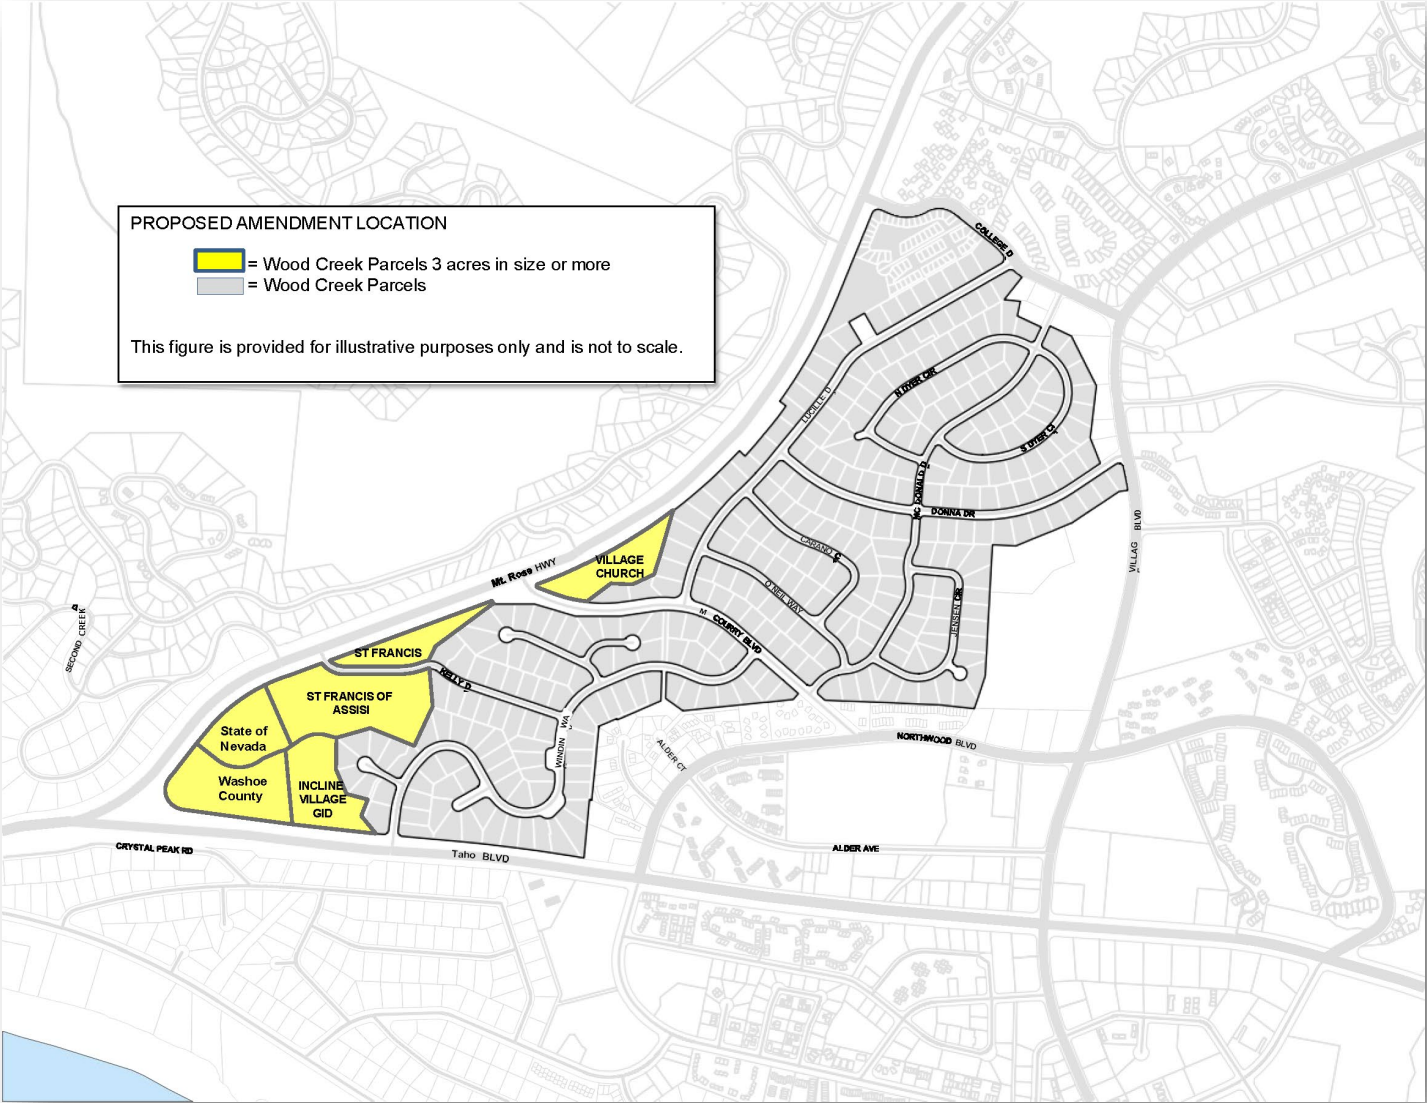 PROPOSED AMENDMENT LOCATION
= Wood Creek Parcels 3 acres in size or more
= Wood Creek Parcels
This figure is provided for illustrative purposes only and is not to scale.
COLLEGE D
N DYER CIR
LUCILLE D
S DYER CI
MC DONALD D
DONNA DR
VILLAG BLVD
CARANO C
Mt. Rose HWY
VILLAGE
CHURCH
O'NEIL WAY
JENSEN CIR
M COURRY BLVD
SECOND CREEK
ST FRANCIS
KELLY D
ST FRANCIS OF
ASSISI
WINDIN WA
State of
Nevada
NORTHWOOD BLVD
ALDER CT
Washoe
County
INCLINE
VILLAGE
GID
CRYSTAL PEAK RD
Taho BLVD
ALDER AVE